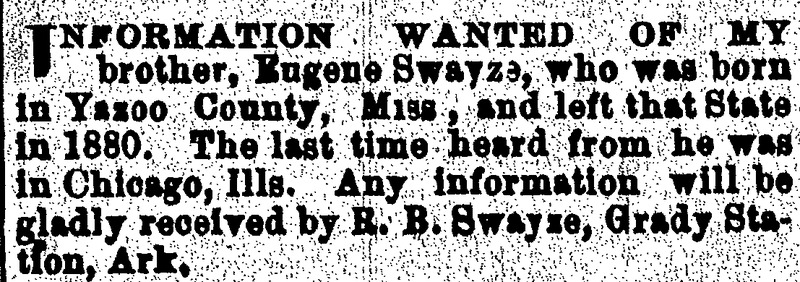 INFORMATION WANTED OF MY
brother, Eugene Swayze, who was born
in Yazoo County, Miss, and left that State
in 1880. The last time heard from he was
in Chicago, Ills. Any information will be
gladly received by R. B. Swayze, Grady Sta-
tion, Ark.